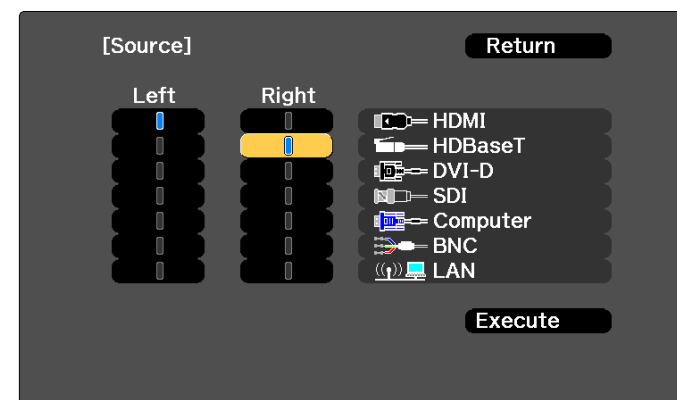 [Source] Return
Left Right
HDMI
HDBaseT
DVI-D
SDI
Computer
BNC
LAN
Execute